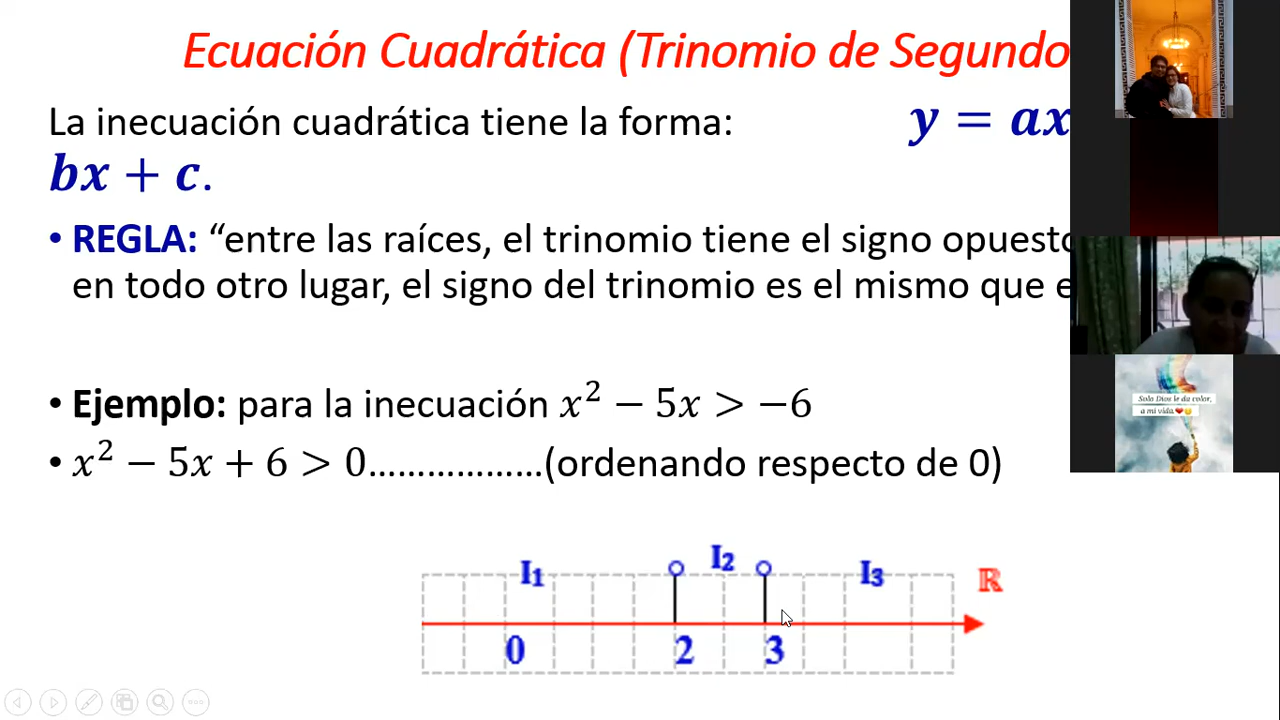 Ecuación Cuadrática (Trinomio de Segundo
La inecuación cuadrática tiene la forma: y = ax
bx + c.
• REGLA: “entre las raíces, el trinomio tiene el signo opuesto
en todo otro lugar, el signo del trinomio es el mismo que e
• Ejemplo: para la inecuación x² − 5x > −6
• x² − 5x + 6 > 0………………(ordenando respecto de 0)
I₁ I₂ I₃ ℝ
0 2 3
Solo Dios le da color,
a mi vida.❤️😊